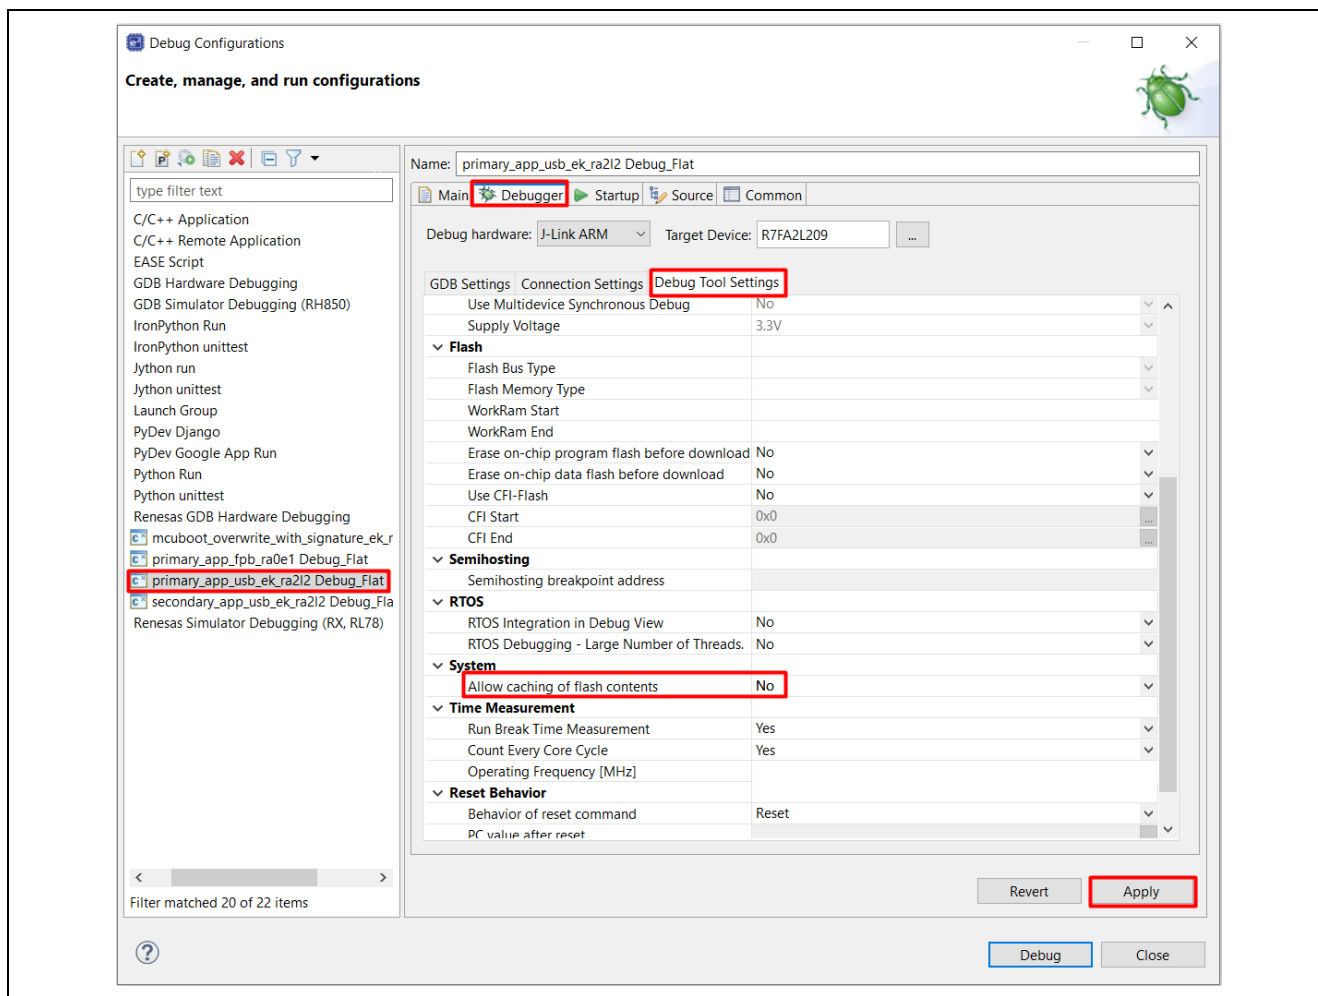 Debug Configurations
Create, manage, and run configurations
type filter text
C/C++ Application
C/C++ Remote Application
EASE Script
GDB Hardware Debugging
GDB Simulator Debugging (RH850)
IronPython Run
IronPython unittest
Jython run
Jython unittest
Launch Group
PyDev Django
PyDev Google App Run
Python Run
Python unittest
Renesas GDB Hardware Debugging
mcuboot_overwrite_with_signature_ek_r
primary_app_fpb_ra0e1 Debug_Flat
primary_app_usb_ek_ra2l2 Debug_Flat
secondary_app_usb_ek_ra2l2 Debug_Fla
Renesas Simulator Debugging (RX, RL78)
Filter matched 20 of 22 items
Name: primary_app_usb_ek_ra2l2 Debug_Flat
Main Debugger Startup Source Common
Debug hardware: J-Link ARM Target Device: R7FA2L209 ...
GDB Settings Connection Settings Debug Tool Settings
Use Multidevice Synchronous Debug No
Supply Voltage 3.3V
Flash
Flash Bus Type
Flash Memory Type
WorkRam Start
WorkRam End
Erase on-chip program flash before download No
Erase on-chip data flash before download No
Use CFI-Flash No
CFI Start 0x0 ...
CFI End 0x0 ...
Semihosting
Semihosting breakpoint address
RTOS
RTOS Integration in Debug View No
RTOS Debugging - Large Number of Threads. No
System
Allow caching of flash contents No
Time Measurement
Run Break Time Measurement Yes
Count Every Core Cycle Yes
Operating Frequency [MHz]
Reset Behavior
Behavior of reset command Reset
PC value after reset
Revert Apply
Debug Close